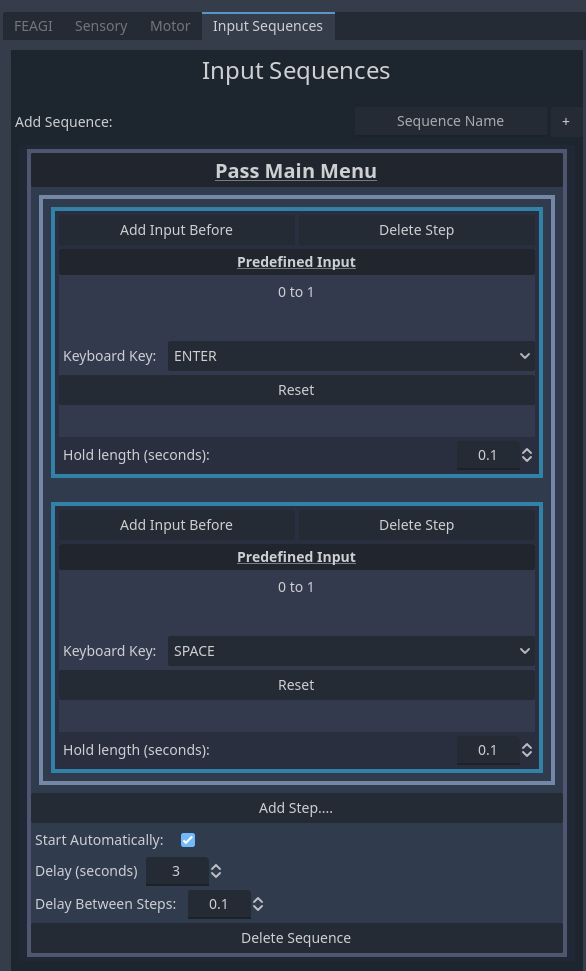 FEAGI Sensory Motor Input Sequences
Input Sequences
Add Sequence: Sequence Name +
Pass Main Menu
Add Input Before Delete Step
Predefined Input
0 to 1
Keyboard Key: ENTER
Reset
Hold length (seconds): 0.1
Add Input Before Delete Step
Predefined Input
0 to 1
Keyboard Key: SPACE
Reset
Hold length (seconds): 0.1
Add Step....
Start Automatically:
Delay (seconds) 3
Delay Between Steps: 0.1
Delete Sequence